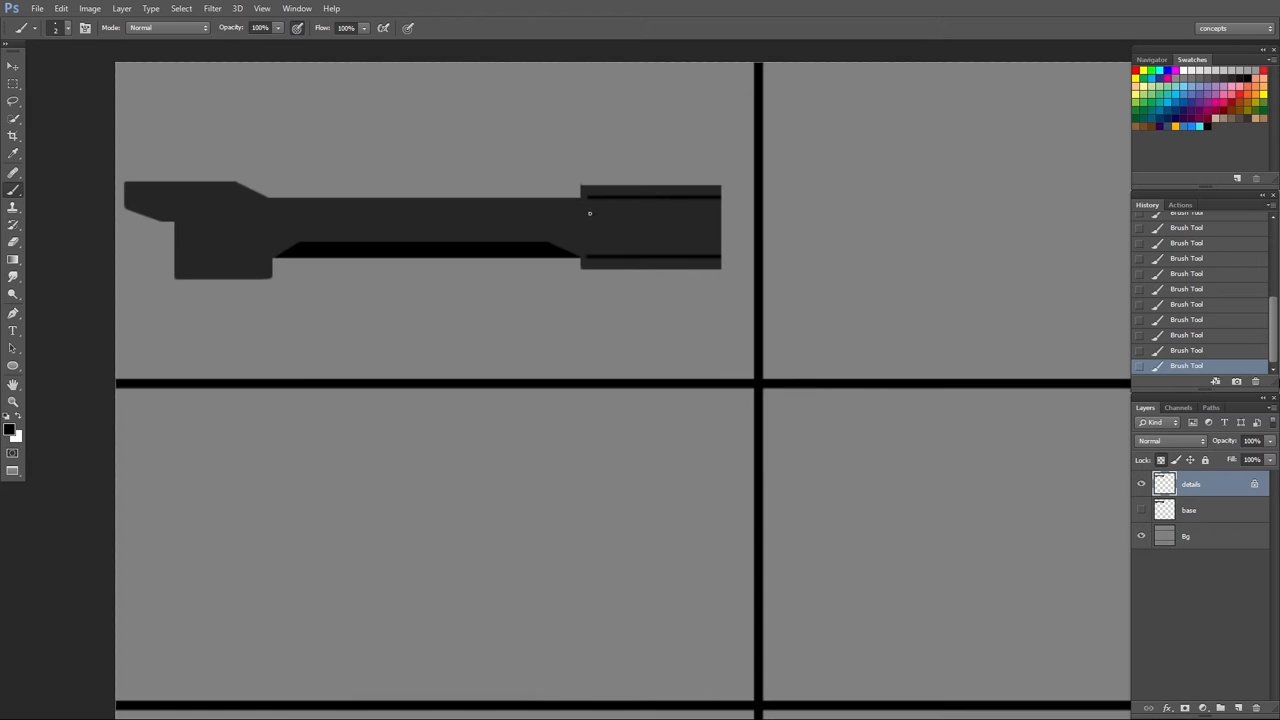 Ps File Edit Image Layer Type Select Filter 3D View Window Help
2 Mode: Normal Opacity: 100% Flow: 100% concepts
Navigator Swatches
History Actions
Brush Tool
Brush Tool
Brush Tool
Brush Tool
Brush Tool
Brush Tool
Brush Tool
Brush Tool
Brush Tool
Brush Tool
Brush Tool
Layers Channels Paths
Kind
Normal Opacity: 100%
Lock: Fill: 100%
details
base
Bg